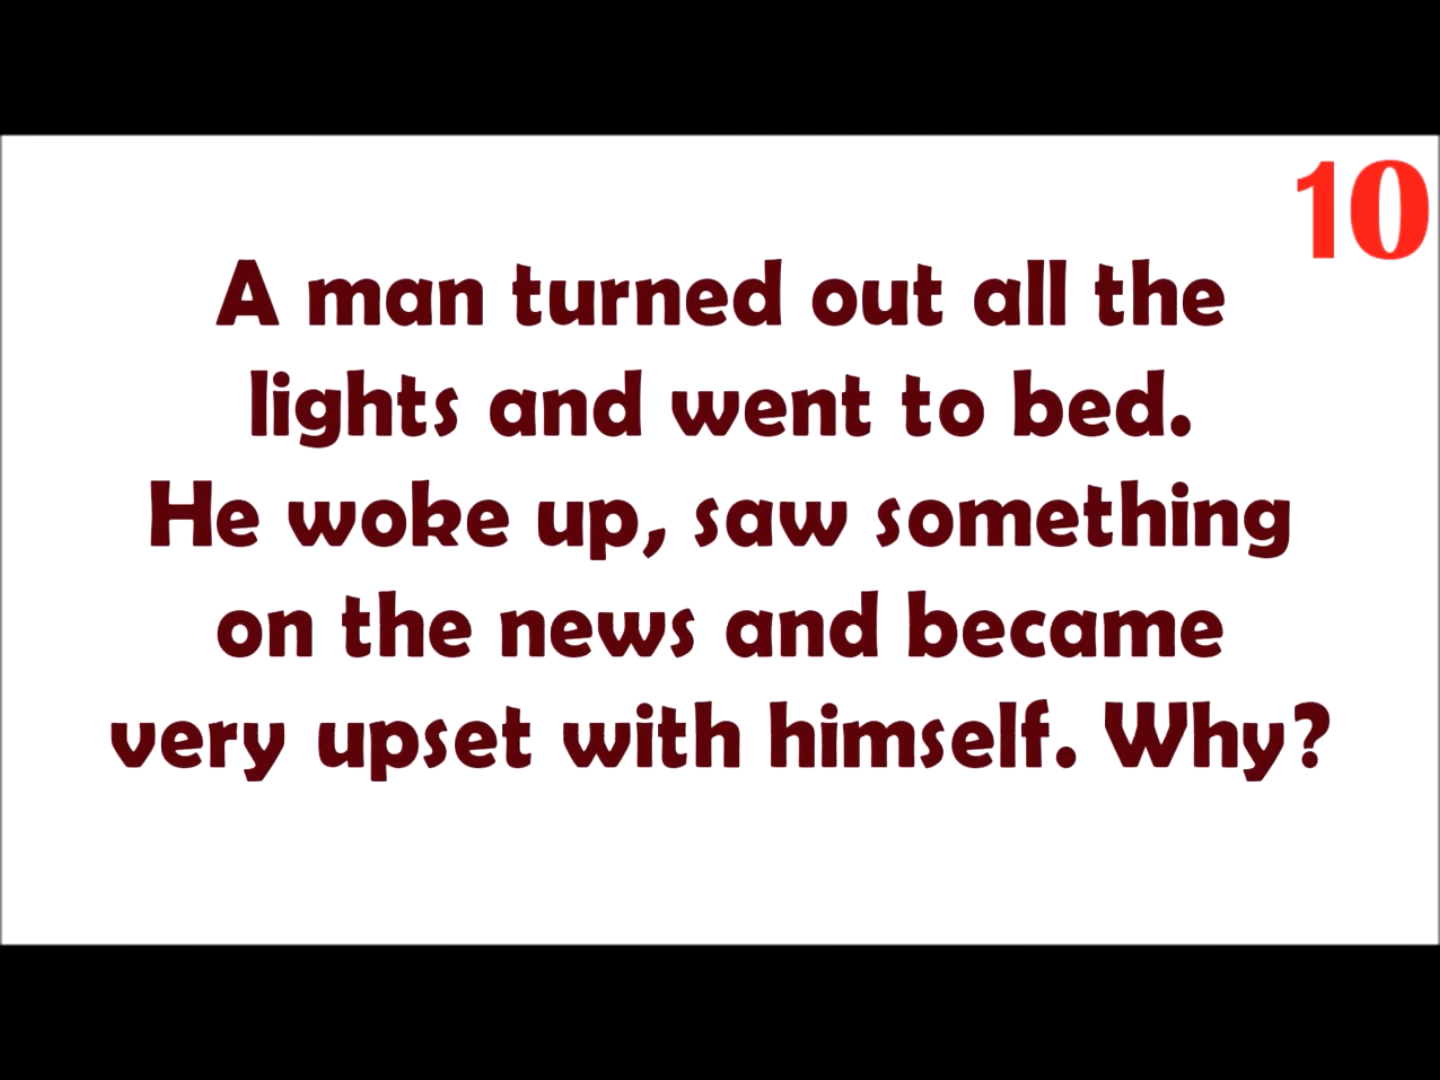 10
A man turned out all the
lights and went to bed.
He woke up, saw something
on the news and became
very upset with himself. Why?